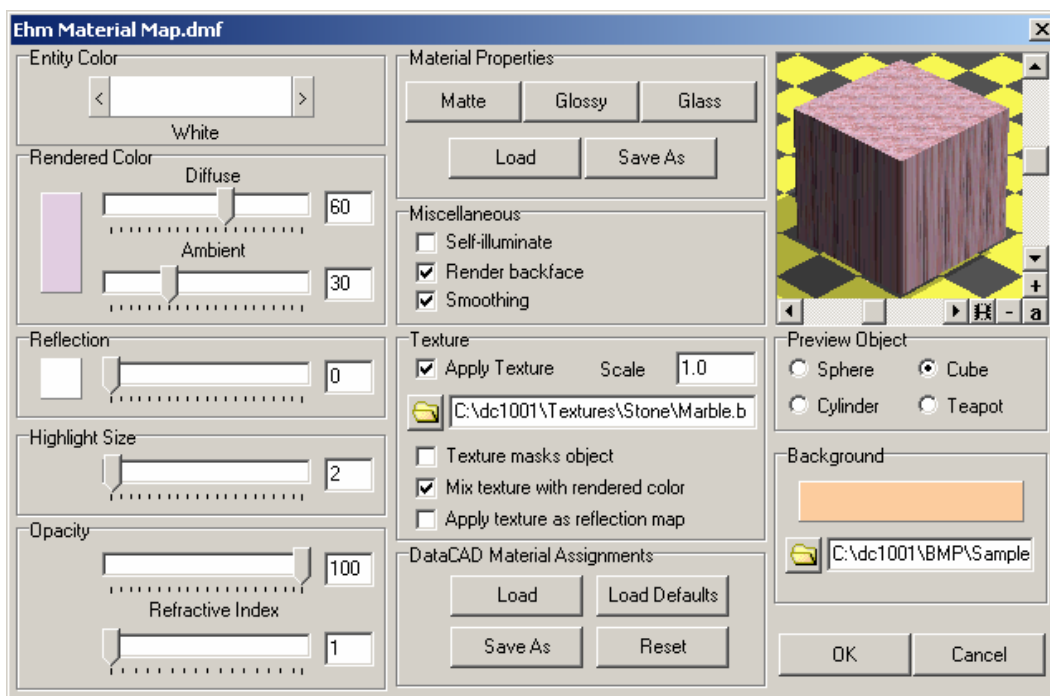 Ehm Material Map.dmf
Entity Color
White
Rendered Color
Diffuse
60
Ambient
30
Reflection
0
Highlight Size
2
Opacity
100
Refractive Index
1
Material Properties
Matte Glossy Glass
Load Save As
Miscellaneous
Self-illuminate
Render backface
Smoothing
Texture
Apply Texture Scale 1.0
C:\dc1001\Textures\Stone\Marble.b
Texture masks object
Mix texture with rendered color
Apply texture as reflection map
DataCAD Material Assignments
Load Load Defaults
Save As Reset
+
- a
Preview Object
Sphere Cube
Cylinder Teapot
Background
C:\dc1001\BMP\Sample
OK Cancel